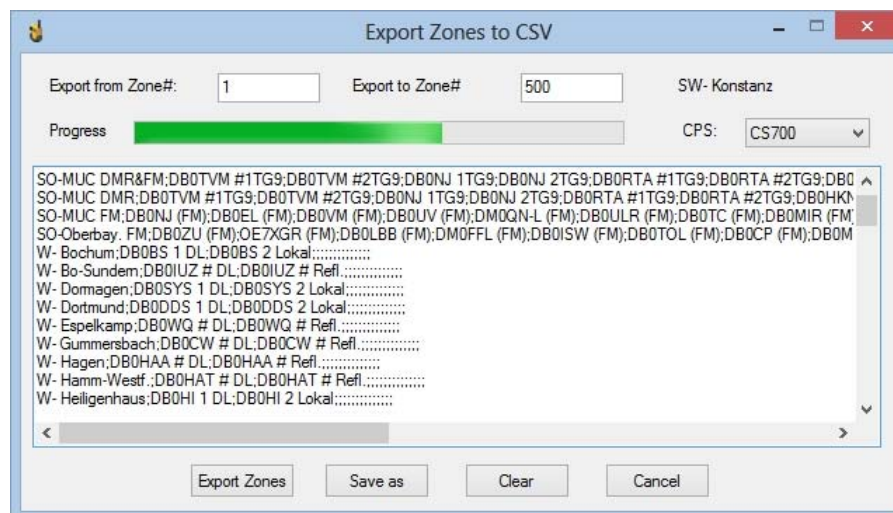 Export Zones to CSV
Export from Zone#: 1 Export to Zone# 500 SW- Konstanz
Progress CPS: CS700
SO-MUC DMR&FM;DB0TVM #1TG9;DB0TVM #2TG9;DB0NJ 1TG9;DB0NJ 2TG9;DB0RTA #1TG9;DB0RTA #2TG9;DB0
SO-MUC DMR;DB0TVM #1TG9;DB0TVM #2TG9;DB0NJ 1TG9;DB0NJ 2TG9;DB0RTA #1TG9;DB0RTA #2TG9;DB0HKN
SO-MUC FM;DB0NJ (FM);DB0EL (FM);DB0VM (FM);DB0UV (FM);DM0QN-L (FM);DB0ULR (FM);DB0TC (FM);DB0MIR (FM)
SO-Oberbay. FM;DB0ZU (FM);OE7XGR (FM);DB0LBB (FM);DM0FFL (FM);DB0ISW (FM);DB0TOL (FM);DB0CP (FM);DB0M
W- Bochum;DB0BS 1 DL;DB0BS 2 Lokal;;;;;;;;;;;;;;
W- Bo-Sundern;DB0IUZ # DL;DB0IUZ # Refl.;;;;;;;;;;;;;;
W- Dormagen;DB0SYS 1 DL;DB0SYS 2 Lokal;;;;;;;;;;;;;;
W- Dortmund;DB0DDS 1 DL;DB0DDS 2 Lokal;;;;;;;;;;;;;;
W- Espelkamp;DB0WQ # DL;DB0WQ # Refl.;;;;;;;;;;;;;;
W- Gummersbach;DB0CW # DL;DB0CW # Refl.;;;;;;;;;;;;;;
W- Hagen;DB0HAA # DL;DB0HAA # Refl.;;;;;;;;;;;;;;
W- Hamm-Westf.;DB0HAT # DL;DB0HAT # Refl.;;;;;;;;;;;;;;
W- Heiligenhaus;DB0HI 1 DL;DB0HI 2 Lokal;;;;;;;;;;;;;;
Export Zones Save as Clear Cancel